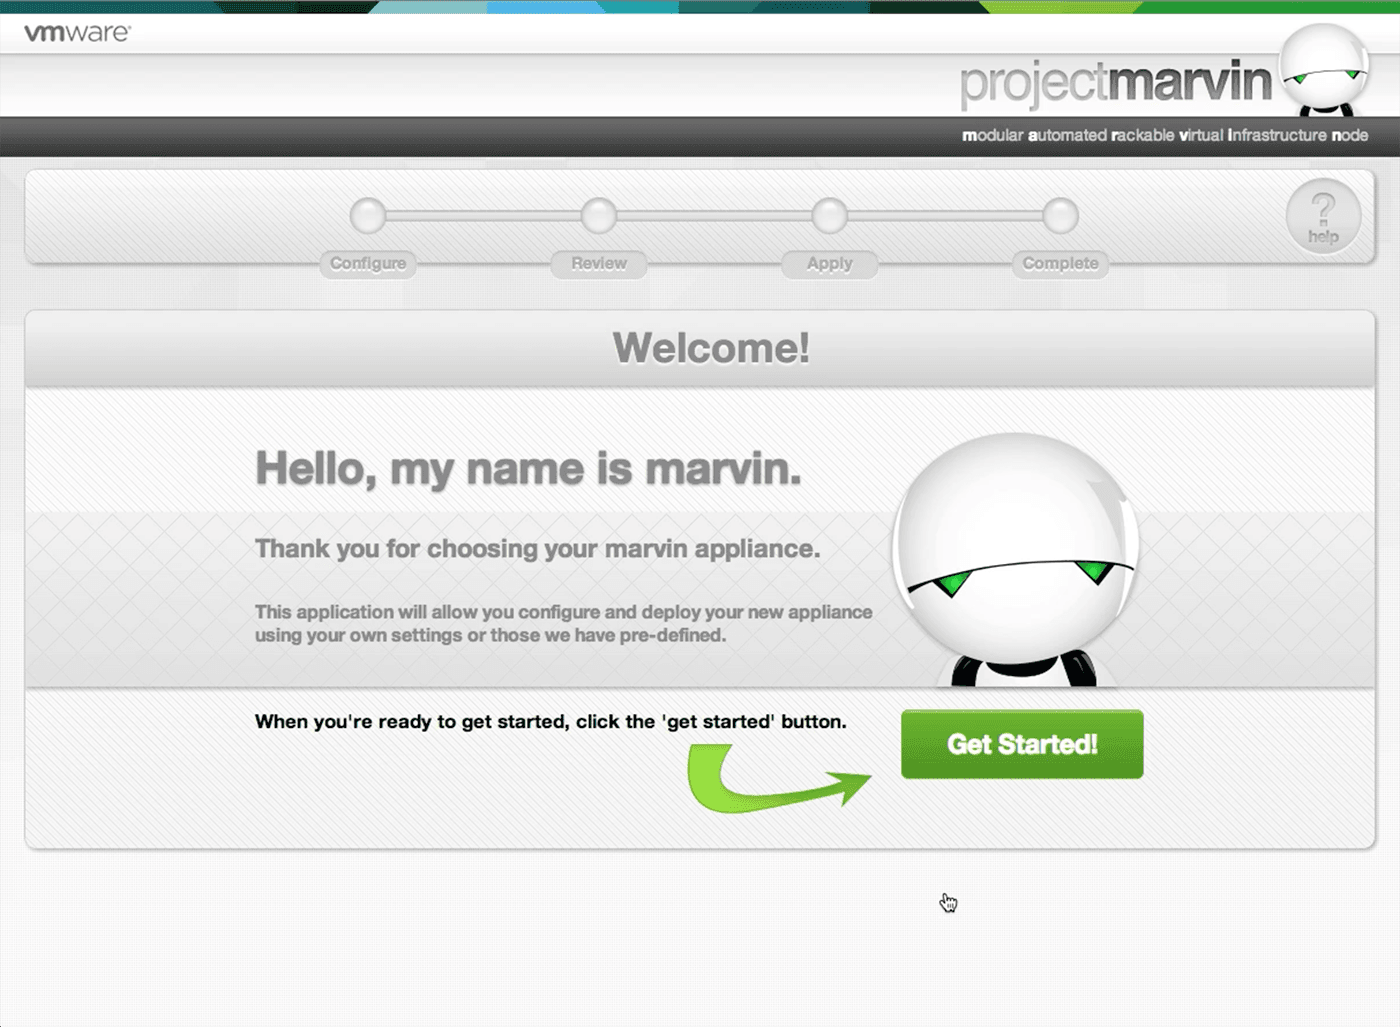 vmware®
projectmarvin
modular automated rackable virtual infrastructure node
?
help
Configure
Review
Apply
Complete
Welcome!
Hello, my name is marvin.
Thank you for choosing your marvin appliance.
This application will allow you configure and deploy your new appliance
using your own settings or those we have pre-defined.
When you're ready to get started, click the 'get started' button.
Get Started!